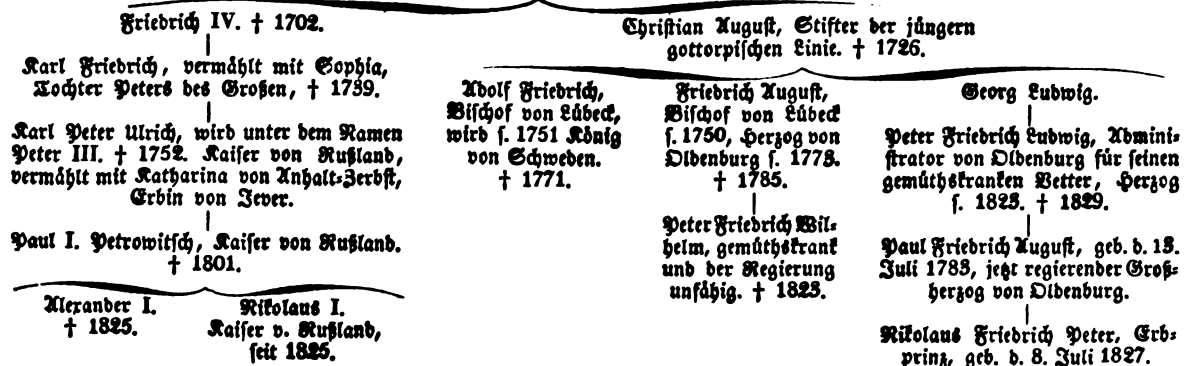 Friedrich IV. † 1702.
Karl Friedrich, vermählt mit Sophia,
Tochter Peters des Großen, † 1739.
Karl Peter Ulrich, wird unter dem Namen
Peter III. † 1752. Kaiser von Rußland,
vermählt mit Katharina von Anhalt-Zerbst,
Erbin von Jever.
Paul I. Petrowitsch, Kaiser von Rußland.
† 1801.
Alexander I.
† 1825.
Nikolaus I.
Kaiser v. Rußland,
seit 1825.
Christian August, Stifter der jüngern
gottorpischen Linie. † 1726.
Adolf Friedrich,
Bischof von Lübeck,
wird s. 1751 König
von Schweden.
† 1771.
Friedrich August,
Bischof von Lübeck
s. 1750, Herzog von
Oldenburg s. 1773.
† 1785.
Peter Friedrich Wil-
helm, gemüthskrank
und der Regierung
unfähig. † 1823.
Georg Ludwig.
Peter Friedrich Ludwig, Admini-
strator von Oldenburg für seinen
gemüthskranken Vetter, Herzog
s. 1823. † 1829.
Paul Friedrich August, geb. d. 13.
Juli 1783, jetzt regierender Groß-
herzog von Oldenburg.
Nikolaus Friedrich Peter, Erb-
prinz, geb. d. 8. Juli 1827.